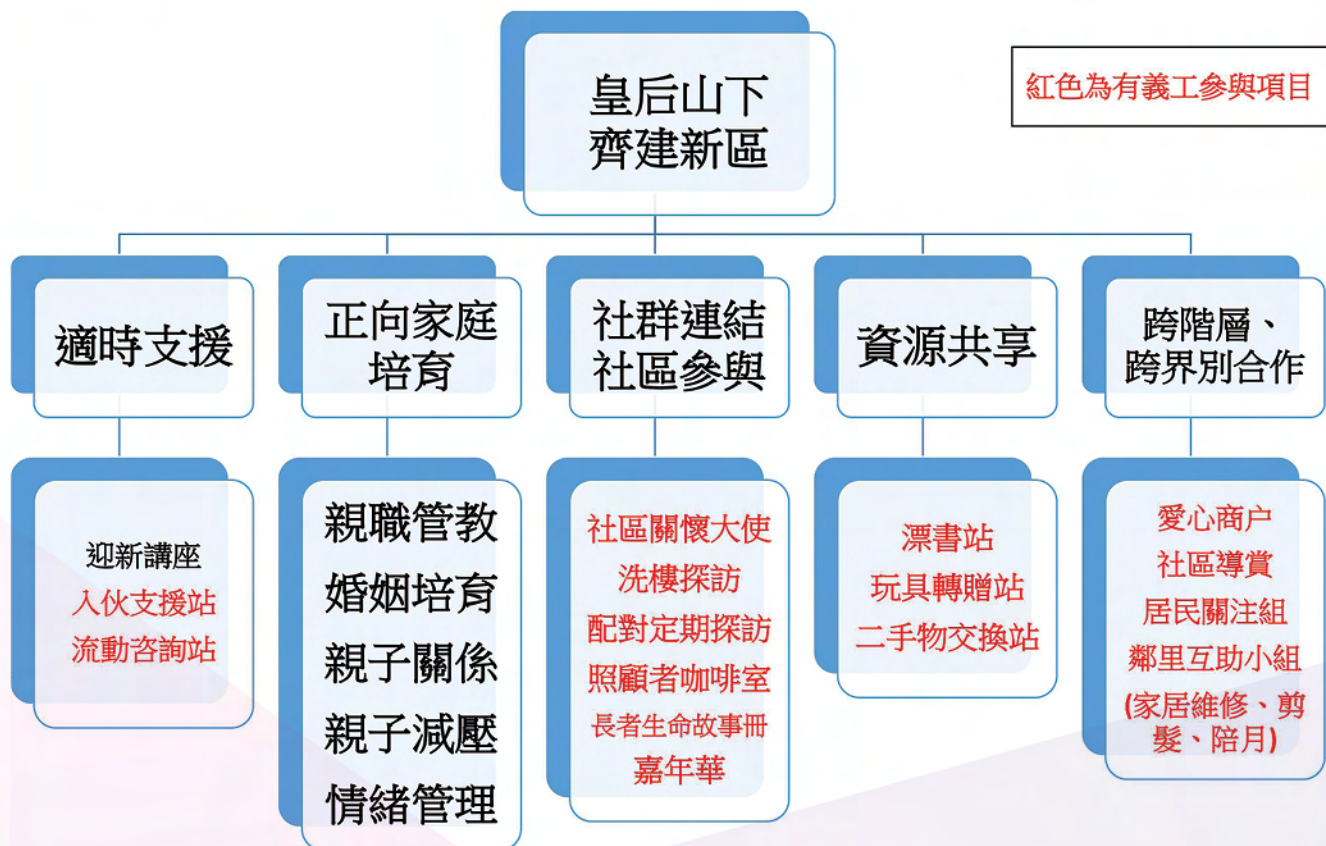 皇后山下
齊建新區
紅色為有義工參與項目
適時支援
正向家庭
培育
社群連結
社區參與
資源共享
跨階層、
跨界別合作
迎新講座
入伙支援站
流動咨詢站
親職管教
婚姻培育
親子關係
親子減壓
情緒管理
社區關懷大使
洗樓探訪
配對定期探訪
照顧者咖啡室
長者生命故事冊
嘉年華
漂書站
玩具轉贈站
二手物交換站
愛心商户
社區導賞
居民關注組
鄰里互助小組
(家居維修、剪
髮、陪月)